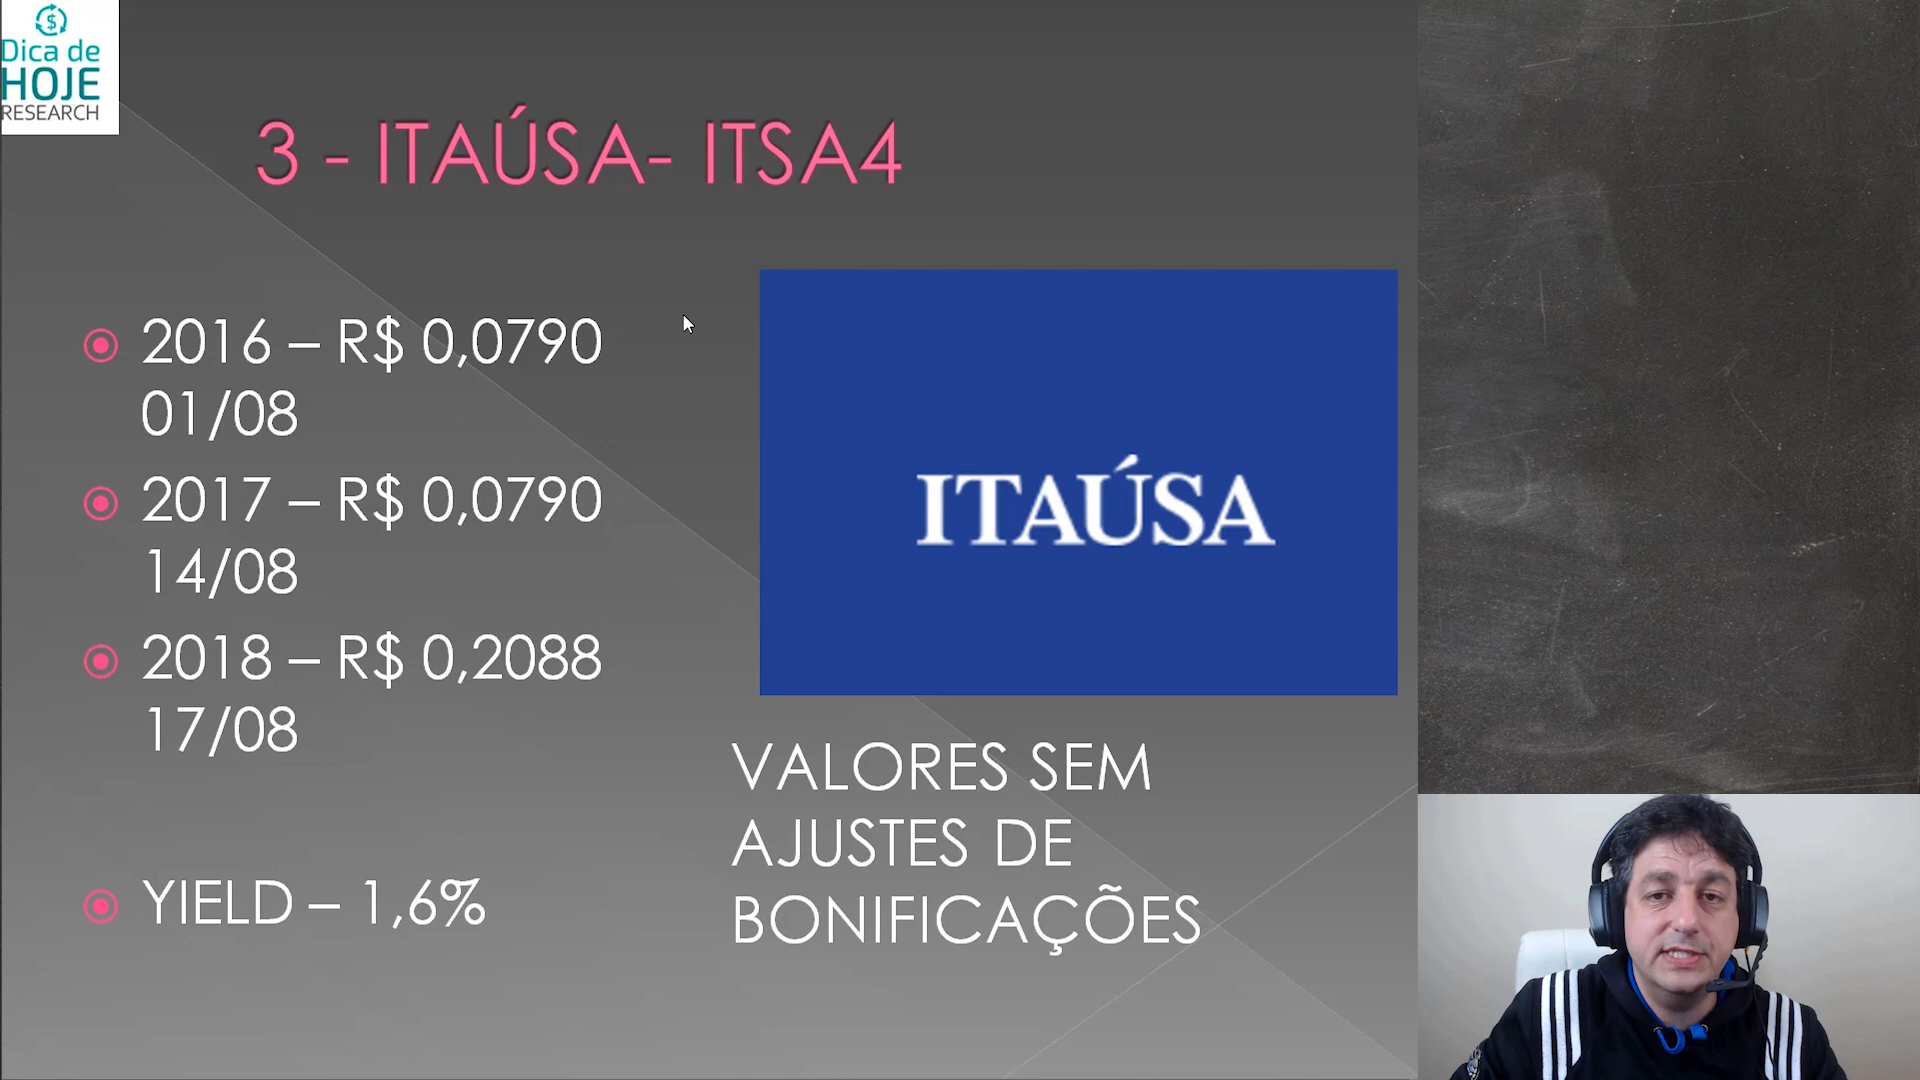 Dica de
HOJE
RESEARCH
3 - ITAÚSA- ITSA4
2016 – R$ 0,0790
01/08
2017 – R$ 0,0790
14/08
2018 – R$ 0,2088
17/08
YIELD – 1,6%
ITAÚSA
VALORES SEM
AJUSTES DE
BONIFICAÇÕES